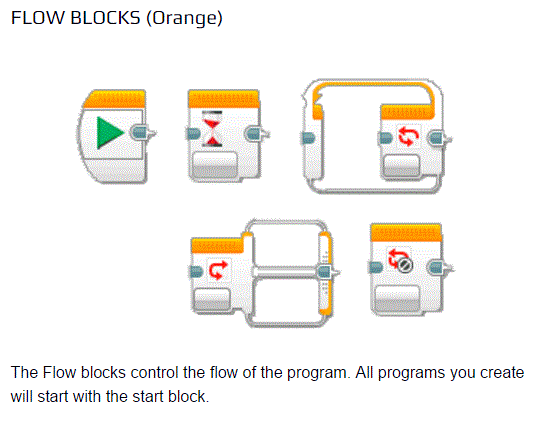 FLOW BLOCKS (Orange)
The Flow blocks control the flow of the program. All programs you create
will start with the start block.